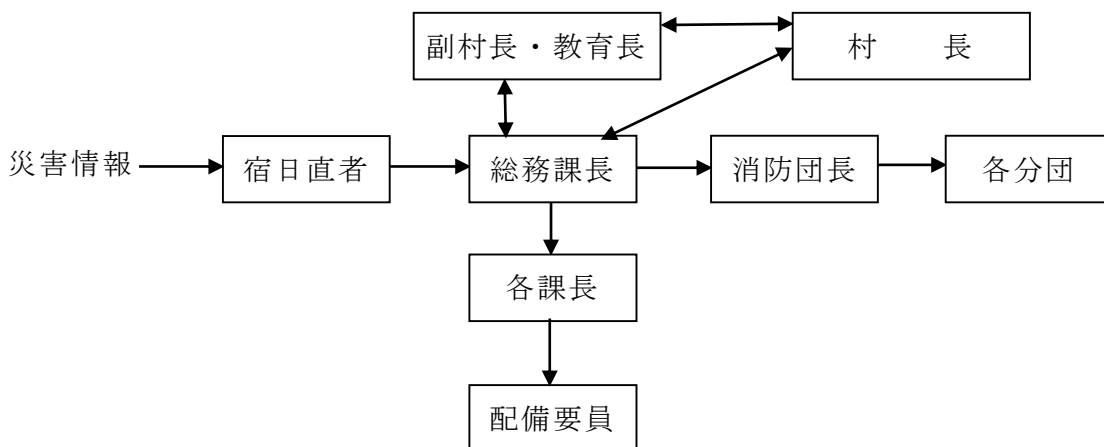 副村長・教育長
村　　長
災害情報
宿日直者
総務課長
消防団長
各分団
各課長
配備要員